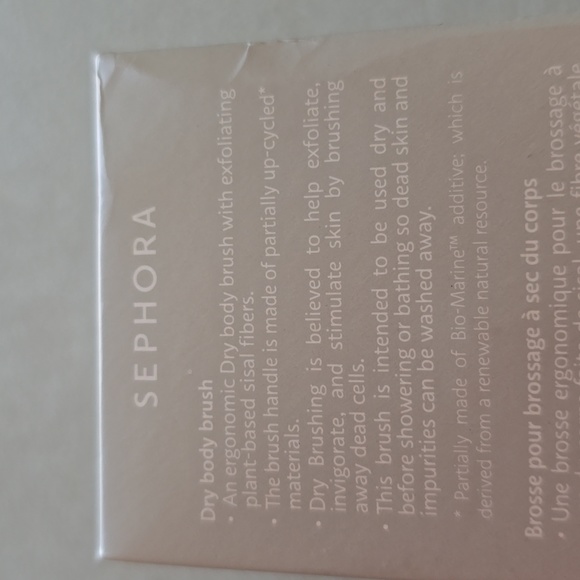 SEPHORA
Dry body brush
• An ergonomic Dry body brush with exfoliating
plant-based sisal fibers.
• The brush handle is made of partially up-cycled*
materials.
• Dry Brushing is believed to help exfoliate,
invigorate, and stimulate skin by brushing
away dead cells.
• This brush is intended to be used dry and
before showering or bathing so dead skin and
impurities can be washed away.
* Partially made of Bio-Marine™ additive; which is
derived from a renewable natural resource.
Brosse pour brossage à sec du corps
• Une brosse ergonomique pour le brossage à
fibre végétale